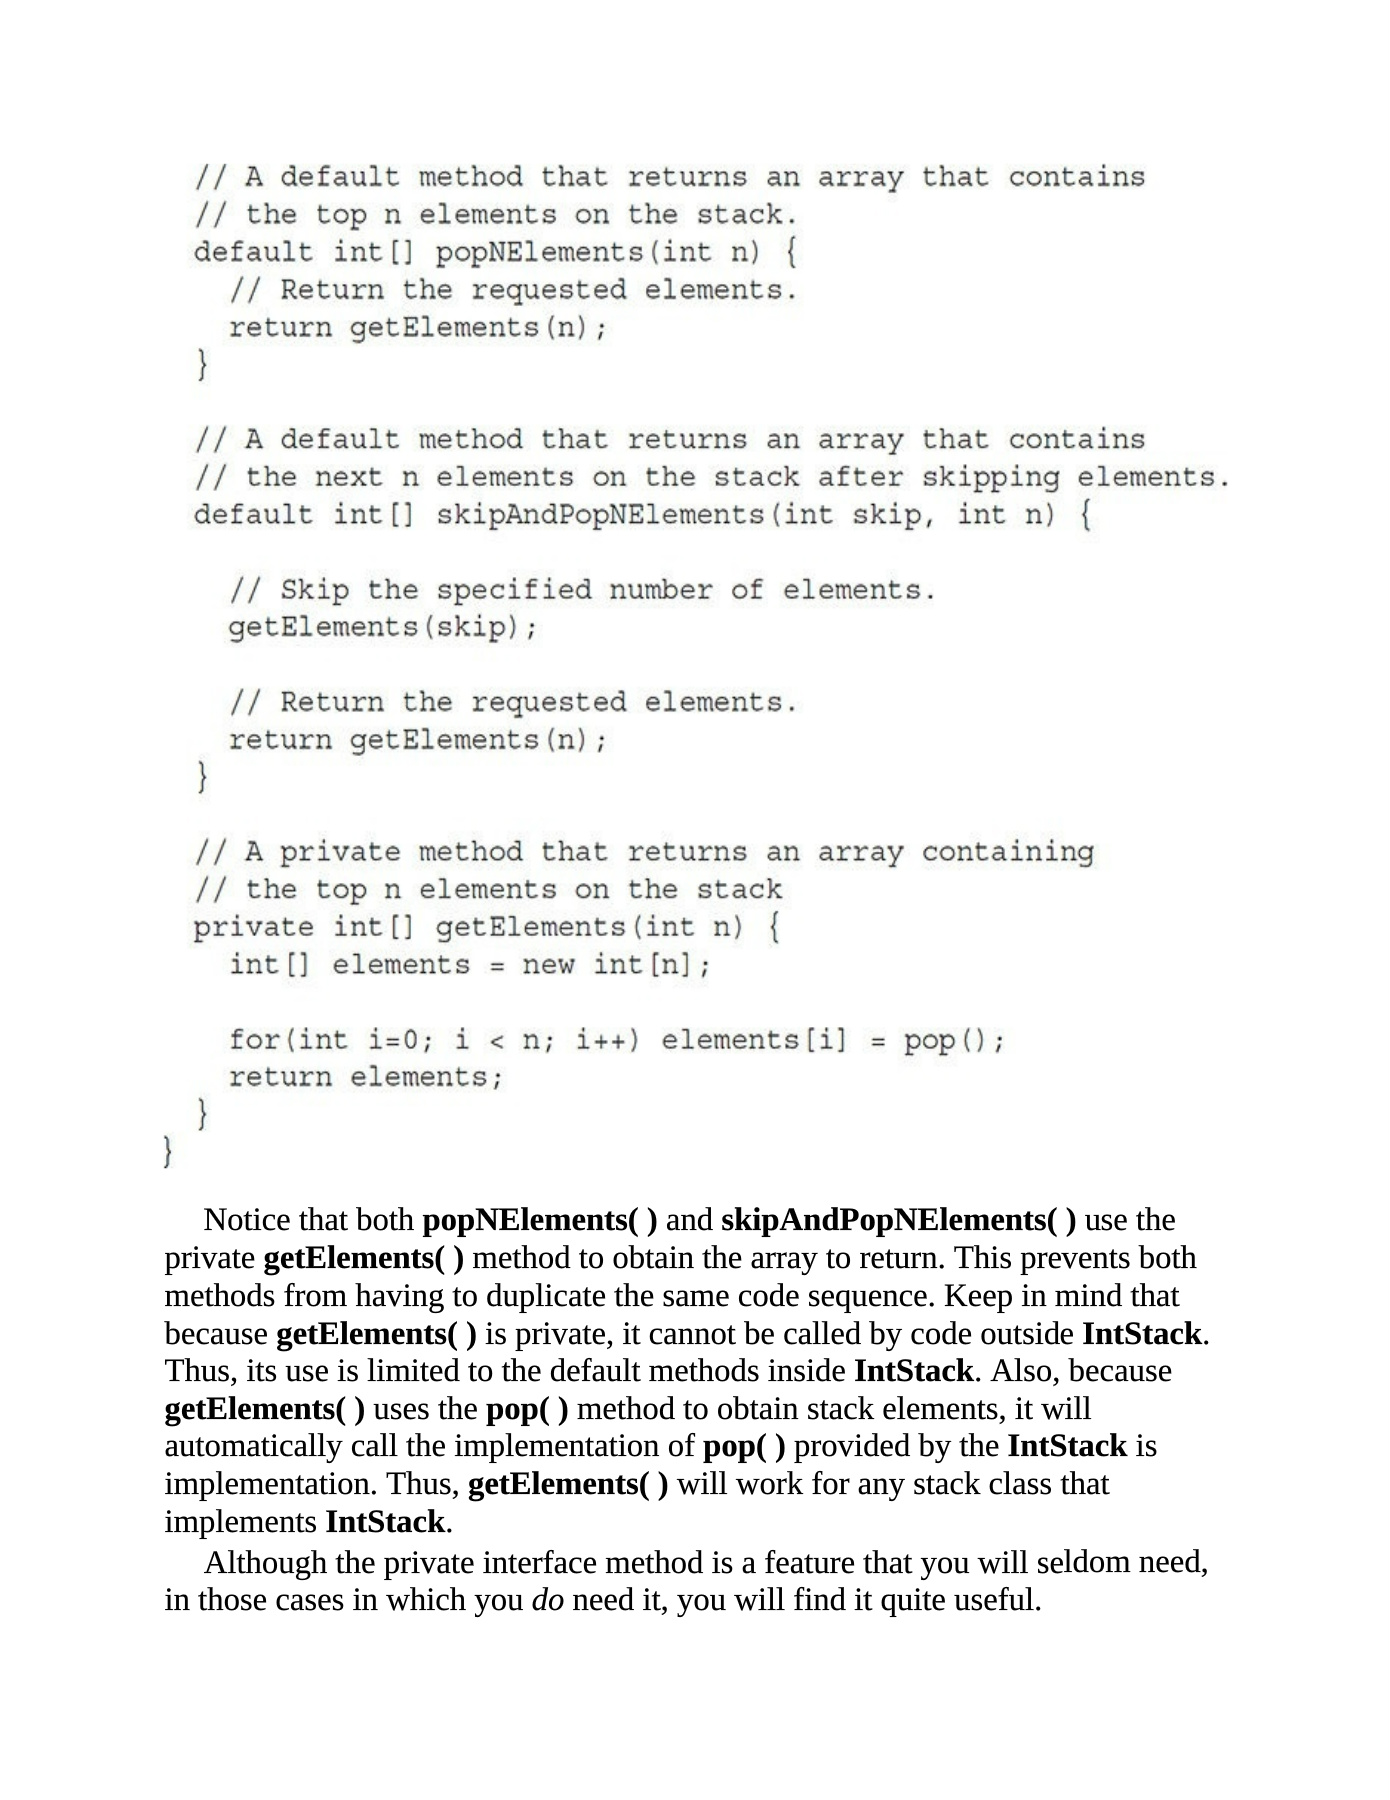 // A default method that returns an array that contains
// the top n elements on the stack.
default int[] popNElements(int n) {
// Return the requested elements.
return getElements(n);
}
// A default method that returns an array that contains
// the next n elements on the stack after skipping elements.
default int[] skipAndPopNElements(int skip, int n) {
// Skip the specified number of elements.
getElements(skip);
// Return the requested elements.
return getElements(n);
}
// A private method that returns an array containing
// the top n elements on the stack
private int[] getElements(int n) {
int[] elements = new int[n];
for(int i=0; i < n; i++) elements[i] = pop();
return elements;
}
}
Notice that both popNElements( ) and skipAndPopNElements( ) use the
private getElements( ) method to obtain the array to return. This prevents both
methods from having to duplicate the same code sequence. Keep in mind that
because getElements( ) is private, it cannot be called by code outside IntStack.
Thus, its use is limited to the default methods inside IntStack. Also, because
getElements( ) uses the pop( ) method to obtain stack elements, it will
automatically call the implementation of pop( ) provided by the IntStack is
implementation. Thus, getElements( ) will work for any stack class that
implements IntStack.
Although the private interface method is a feature that you will seldom need,
in those cases in which you do need it, you will find it quite useful.